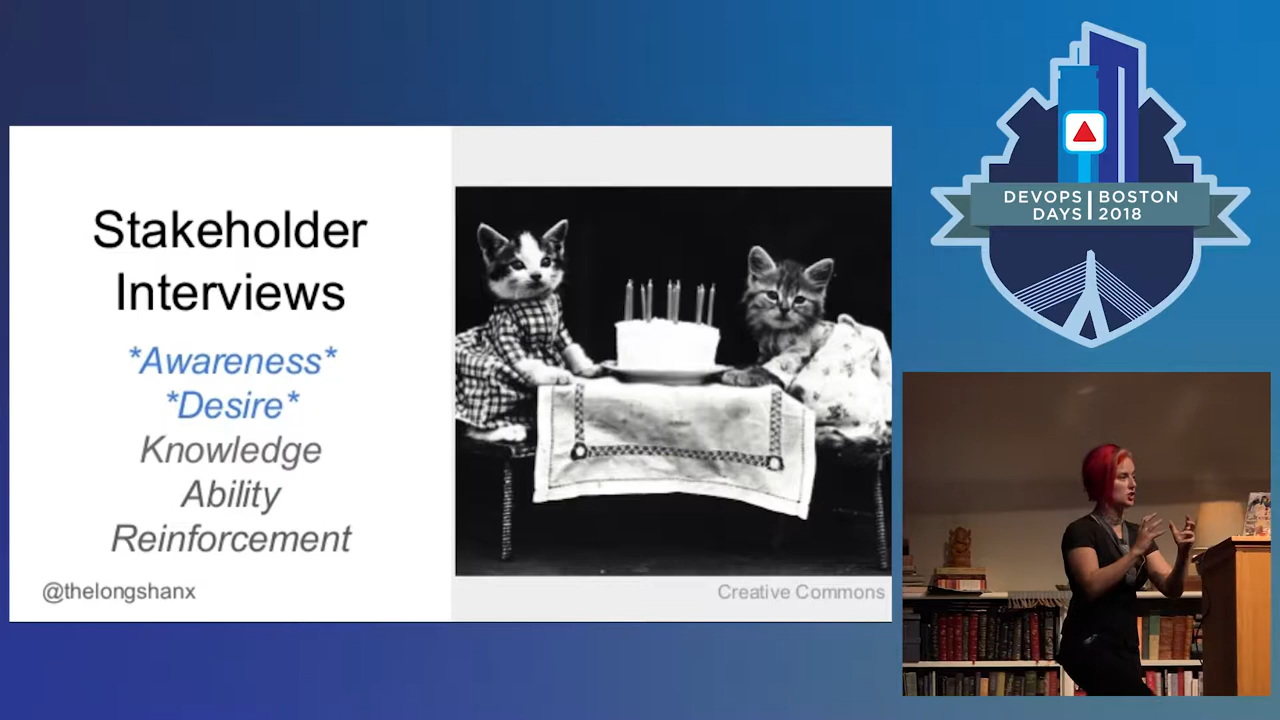 Stakeholder
Interviews
*Awareness*
*Desire*
Knowledge
Ability
Reinforcement
@thelongshanx
Creative Commons
DEVOPS BOSTON
DAYS 2018